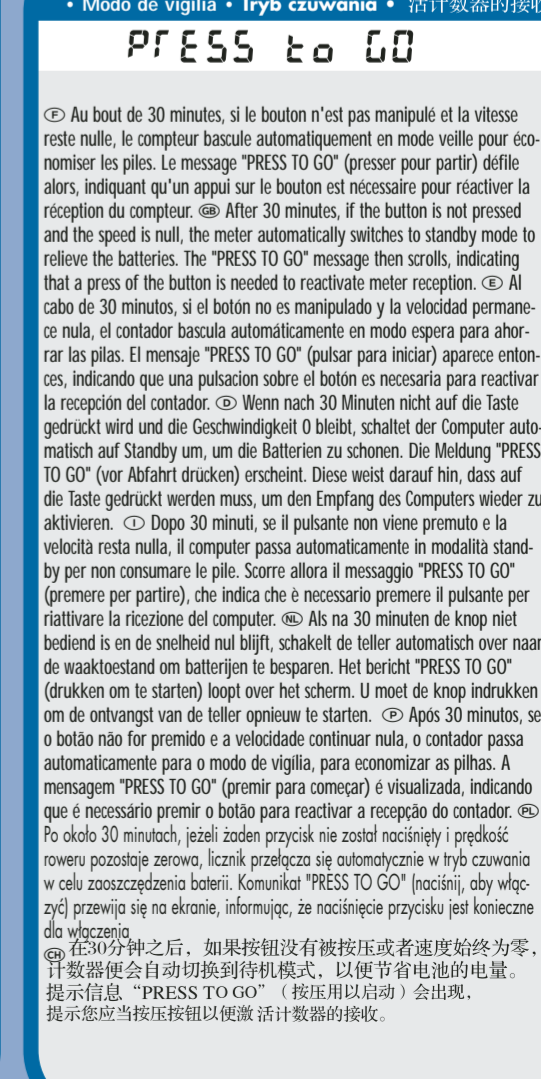 • Modo de vigília • Tryb czuwania • 活计数器的接收
PrESS to GO
Ⓕ Au bout de 30 minutes, si le bouton n'est pas manipulé et la vitesse
reste nulle, le compteur bascule automatiquement en mode veille pour éco-
nomiser les piles. Le message "PRESS TO GO" (presser pour partir) défile
alors, indiquant qu'un appui sur le bouton est nécessaire pour réactiver la
réception du compteur. GB After 30 minutes, if the button is not pressed
and the speed is null, the meter automatically switches to standby mode to
relieve the batteries. The "PRESS TO GO" message then scrolls, indicating
that a press of the button is needed to reactivate meter reception. Ⓔ Al
cabo de 30 minutos, si el botón no es manipulado y la velocidad permane-
ce nula, el contador bascula automáticamente en modo espera para ahor-
rar las pilas. El mensaje "PRESS TO GO" (pulsar para iniciar) aparece enton-
ces, indicando que una pulsacion sobre el botón es necesaria para reactivar
la recepción del contador. Ⓓ Wenn nach 30 Minuten nicht auf die Taste
gedrückt wird und die Geschwindigkeit 0 bleibt, schaltet der Computer auto-
matisch auf Standby um, um die Batterien zu schonen. Die Meldung "PRESS
TO GO" (vor Abfahrt drücken) erscheint. Diese weist darauf hin, dass auf
die Taste gedrückt werden muss, um den Empfang des Computers wieder zu
aktivieren. Ⓘ Dopo 30 minuti, se il pulsante non viene premuto e la
velocità resta nulla, il computer passa automaticamente in modalità stand-
by per non consumare le pile. Scorre allora il messaggio "PRESS TO GO"
(premere per partire), che indica che è necessario premere il pulsante per
riattivare la ricezione del computer. NL Als na 30 minuten de knop niet
bediend is en de snelheid nul blijft, schakelt de teller automatisch over naar
de waaktoestand om batterijen te besparen. Het bericht "PRESS TO GO"
(drukken om te starten) loopt over het scherm. U moet de knop indrukken
om de ontvangst van de teller opnieuw te starten. Ⓟ Após 30 minutos, se
o botão não for premido e a velocidade continuar nula, o contador passa
automaticamente para o modo de vigília, para economizar as pilhas. A
mensagem "PRESS TO GO" (premir para começar) é visualizada, indicando
que é necessário premir o botão para reactivar a recepção do contador. PL
Po około 30 minutach, jeżeli żaden przycisk nie został naciśnięty i prędkość
roweru pozostaje zerowa, licznik przełącza się automatycznie w tryb czuwania
w celu zaoszczędzenia baterii. Komunikat "PRESS TO GO" (naciśnij, aby włąc-
zyć) przewija się na ekranie, informując, że naciśnięcie przycisku jest konieczne
dla włączenia
CH 在30分钟之后，如果按钮没有被按压或者速度始终为零，
计数器便会自动切换到待机模式，以便节省电池的电量。
提示信息“PRESS TO GO”（按压用以启动）会出现，
提示您应当按压按钮以便激 活计数器的接收。